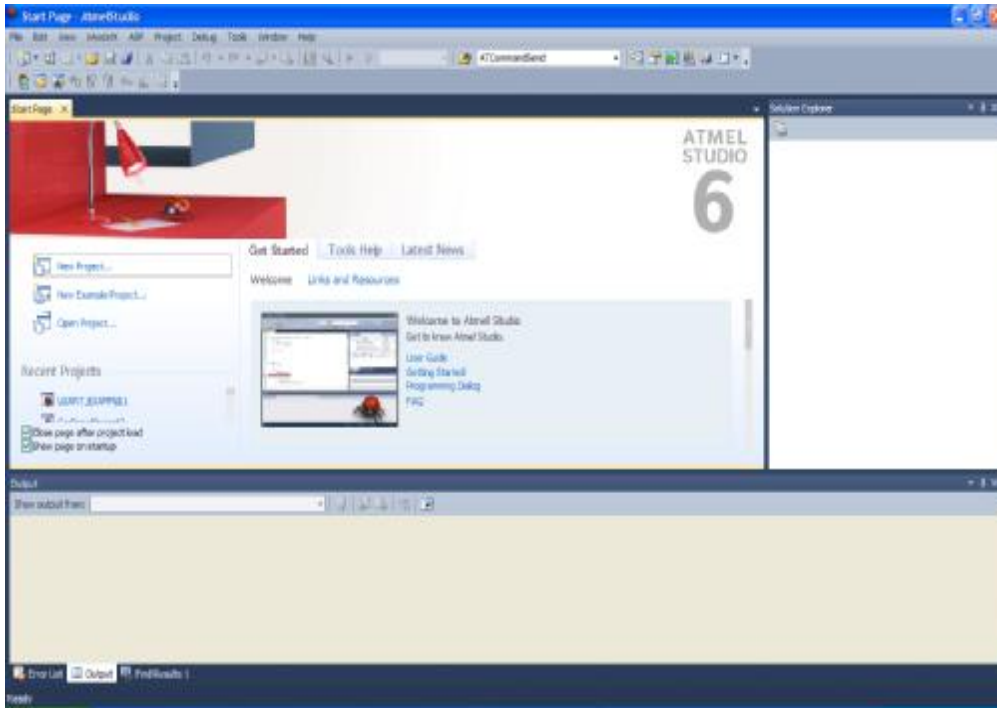 Start Page - AtmelStudio
File Edit View VAssistX ASF Project Debug Tools Window Help
ATCommandSend
Start Page
Solution Explorer
ATMEL
STUDIO
6
New Project...
New Example Project...
Open Project...
Recent Projects
Close page after project load
Show page on startup
Get Started Tools Help Latest News
Welcome Links and Resources
Welcome to Atmel Studio
Get to know Atmel Studio.
User Guide
Getting Started
Programming Dialog
FAQ
Output
Show output from:
Error List Output Find Results 1
Ready